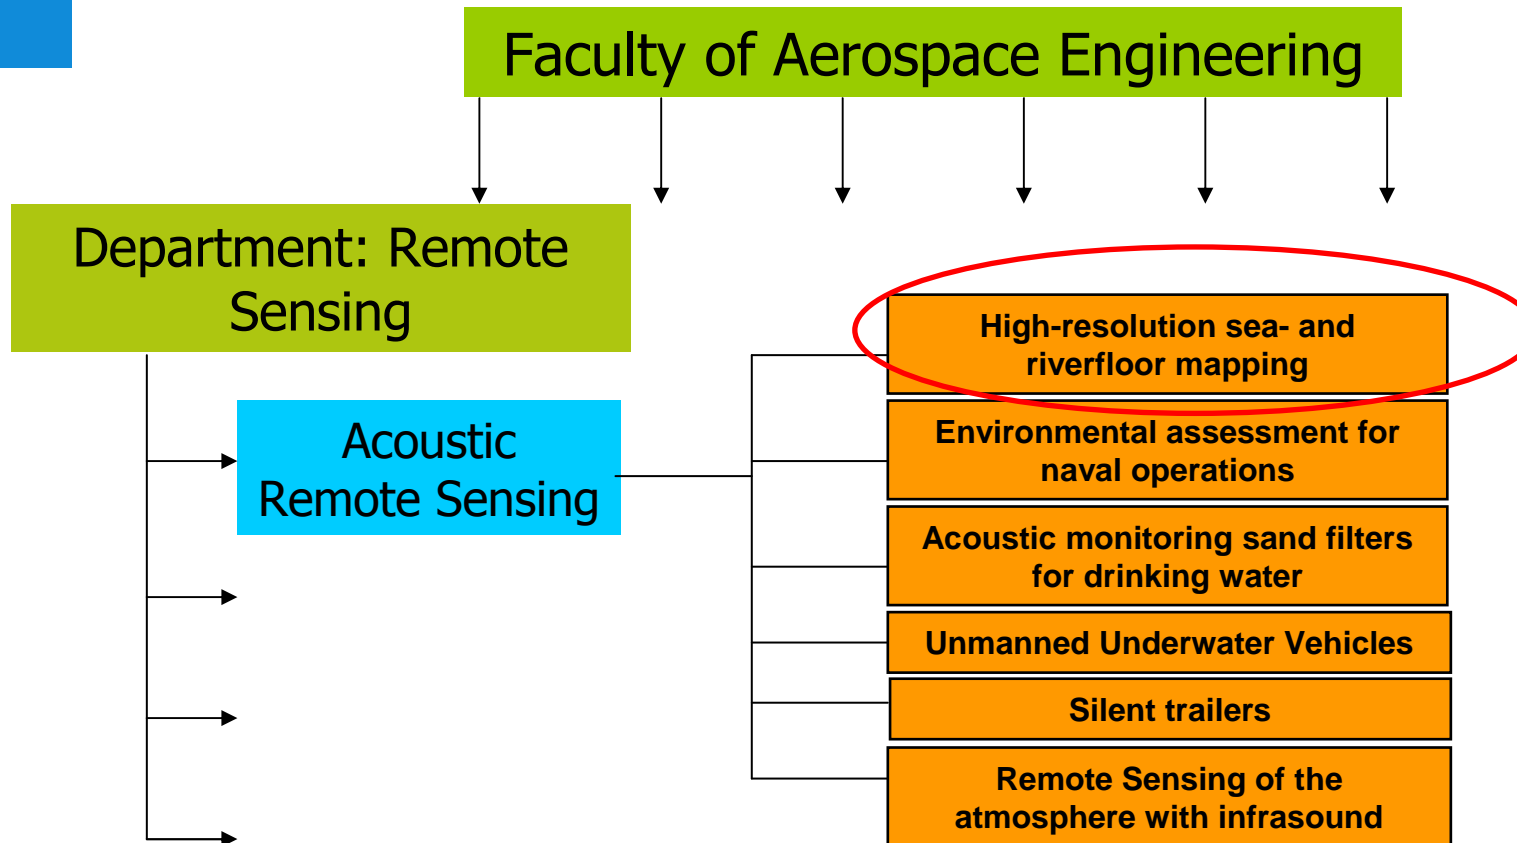 Faculty of Aerospace Engineering
Department: Remote
Sensing
Acoustic
Remote Sensing
High-resolution sea- and
riverfloor mapping
Environmental assessment for
naval operations
Acoustic monitoring sand filters
for drinking water
Unmanned Underwater Vehicles
Silent trailers
Remote Sensing of the
atmosphere with infrasound